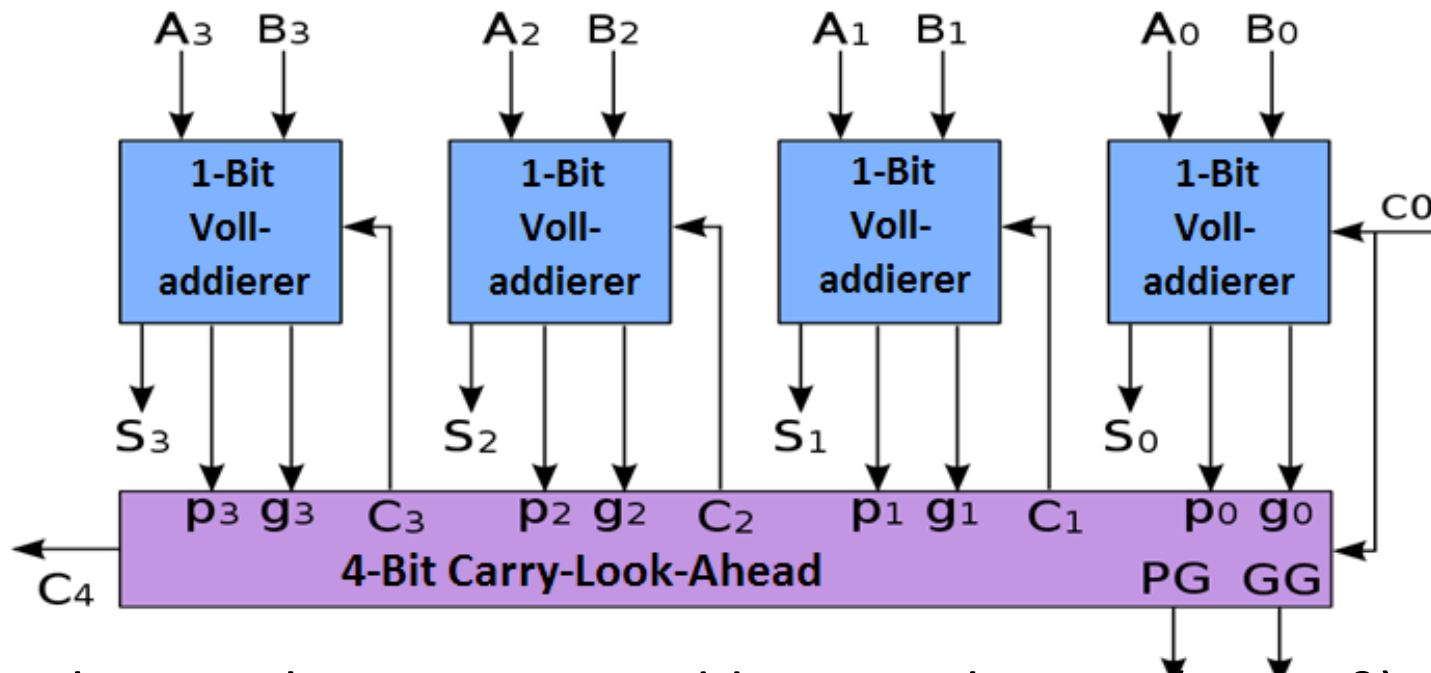 A3 B3 A2 B2 A1 B1 A0 B0
1-Bit
Voll-
addierer
1-Bit
Voll-
addierer
1-Bit
Voll-
addierer
1-Bit
Voll-
addierer
C0
S3 S2 S1 S0
p3 g3 C3 p2 g2 C2 p1 g1 C1 p0 g0
4-Bit Carry-Look-Ahead
PG GG
C4